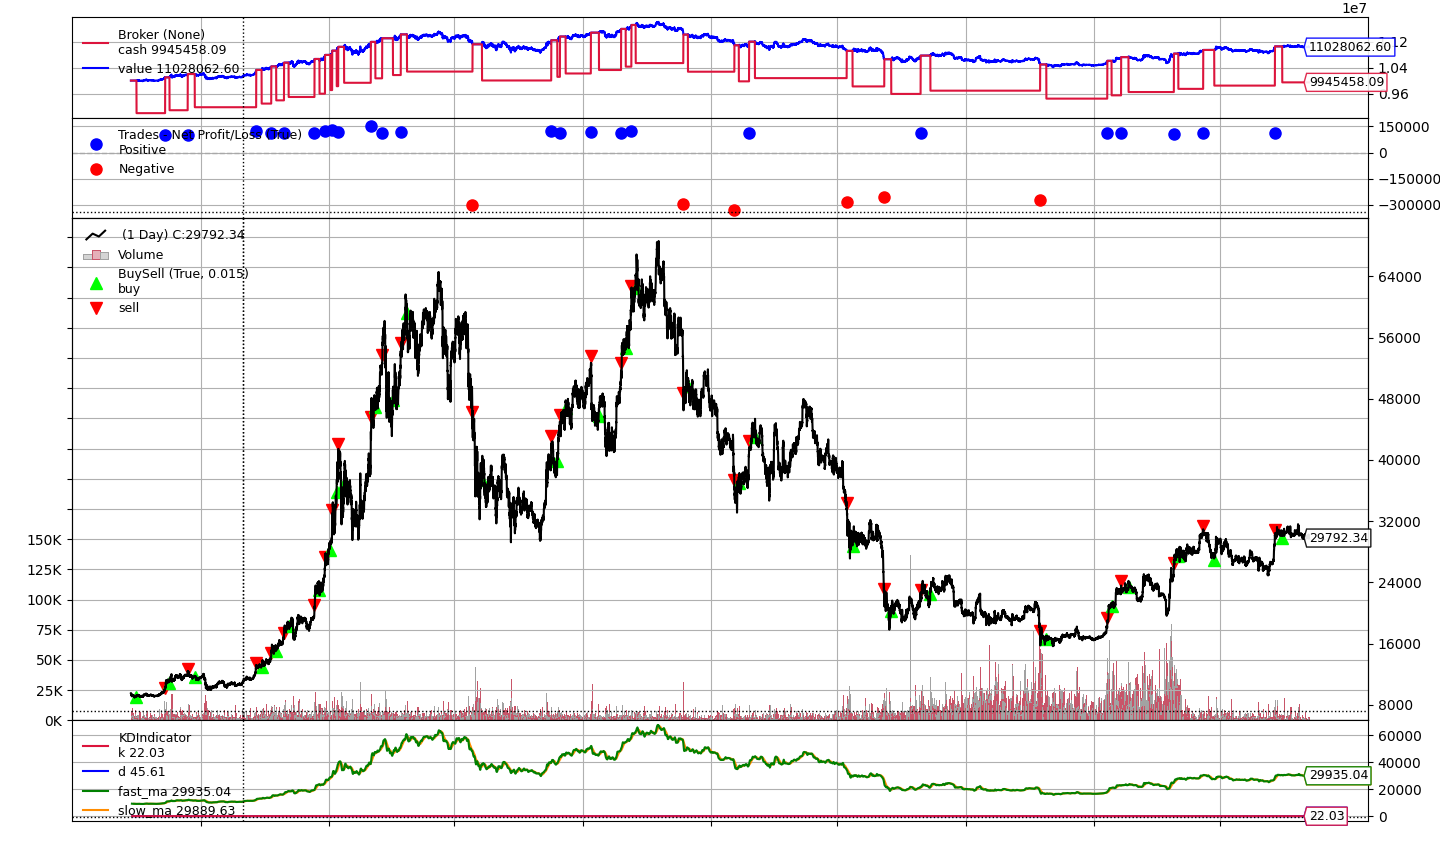 1e7
Broker (None)
cash 9945458.09
value 11028062.60
1.12
11028062.60
1.04
9945458.09
0.96
Trades - Net Profit/Loss (True)
Positive
Negative
150000
0
−150000
−300000
(1 Day) C:29792.34
Volume
BuySell (True, 0.015)
buy
sell
64000
56000
48000
40000
32000
29792.34
24000
16000
8000
150K
125K
100K
75K
50K
25K
0K
KDIndicator
k 22.03
d 45.61
fast_ma 29935.04
slow_ma 29889.63
60000
40000
29935.04
20000
22.03
0